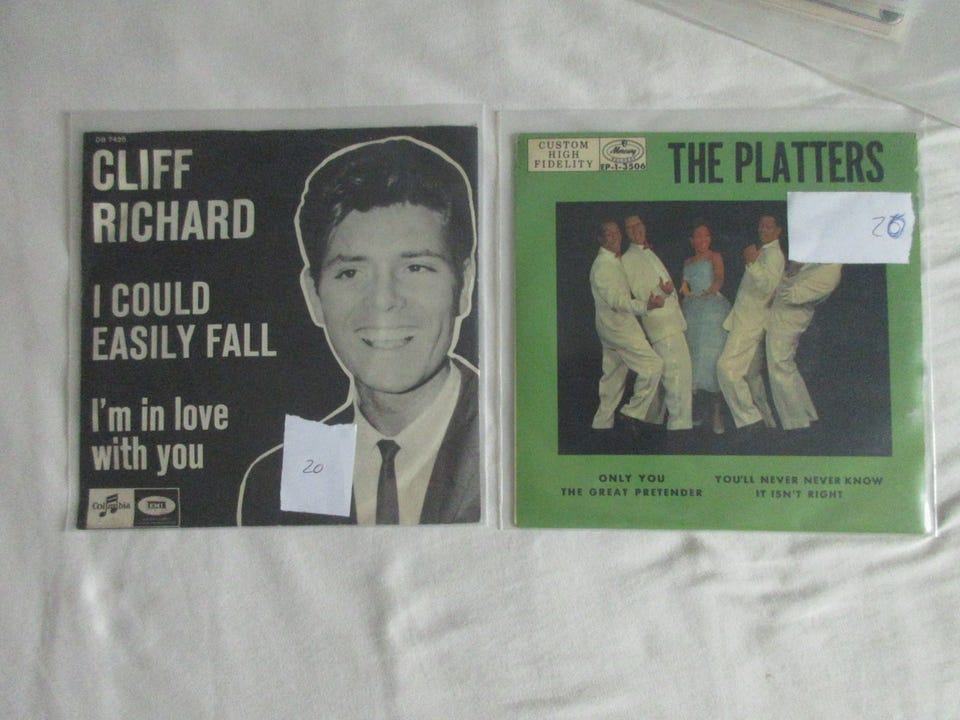 DB 7420
CLIFF
RICHARD
I COULD
EASILY FALL
I'm in love
with you
20
Columbia
EMI
CUSTOM
HIGH
FIDELITY
Mercury
RECORDS
EP-1-3506
THE PLATTERS
ONLY YOU
THE GREAT PRETENDER
YOU'LL NEVER NEVER KNOW
IT ISN'T RIGHT